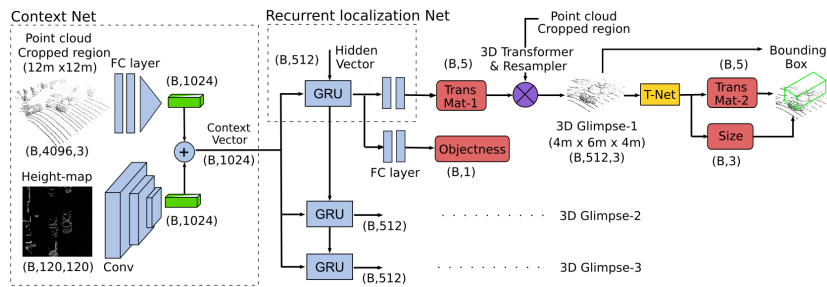 Context Net
Point cloud
Cropped region
(12m x12m)
FC layer
(B,1024)
(B,4096,3)
Height-map
(B,120,120)
Conv
(B,1024)
+
Context
Vector
(B,1024)
Recurrent localization Net
(B,512)
Hidden
Vector
GRU
(B,5)
Trans
Mat-1
FC layer
Objectness
(B,1)
GRU
(B,512)
3D Glimpse-2
GRU
(B,512)
3D Glimpse-3
Point cloud
Cropped region
3D Transformer
& Resampler
3D Glimpse-1
(4m x 6m x 4m)
(B,512,3)
T-Net
(B,5)
Trans
Mat-2
Size
(B,3)
Bounding
Box